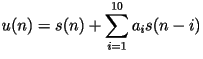 u(n) = s(n) + \sum_{i=1}^{10} a_i s(n − i)